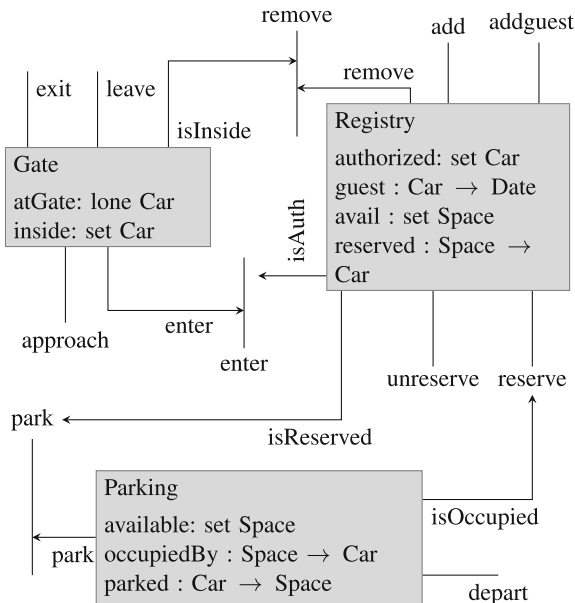 remove
add
addguest
exit
leave
remove
isInside
Registry
authorized: set Car
guest : Car → Date
avail : set Space
reserved : Space →
Car
Gate
atGate: lone Car
inside: set Car
isAuth
enter
approach
enter
unreserve
reserve
park
isReserved
Parking
available: set Space
occupiedBy : Space → Car
parked : Car → Space
isOccupied
park
depart